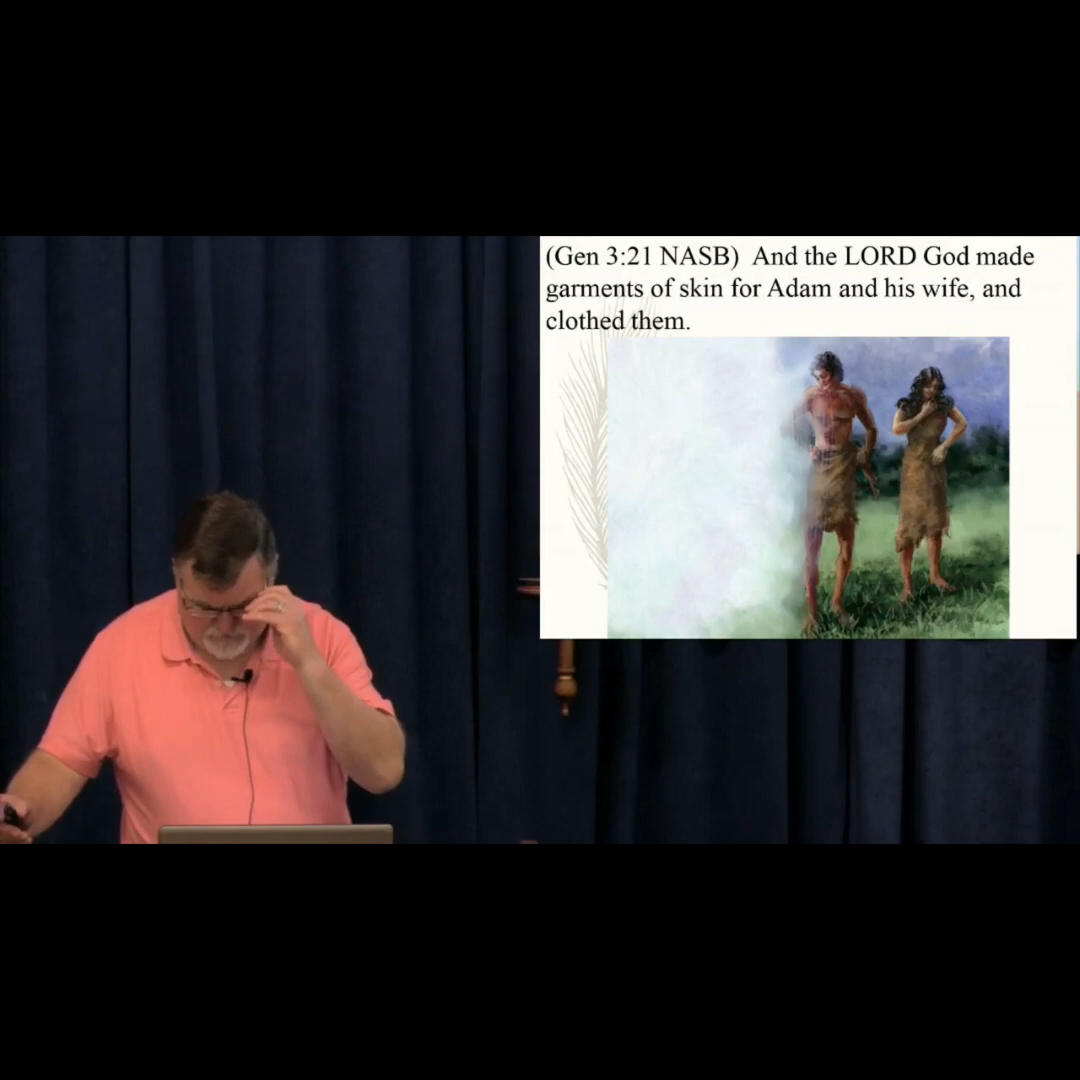 (Gen 3:21 NASB)  And the LORD God made
garments of skin for Adam and his wife, and
clothed them.